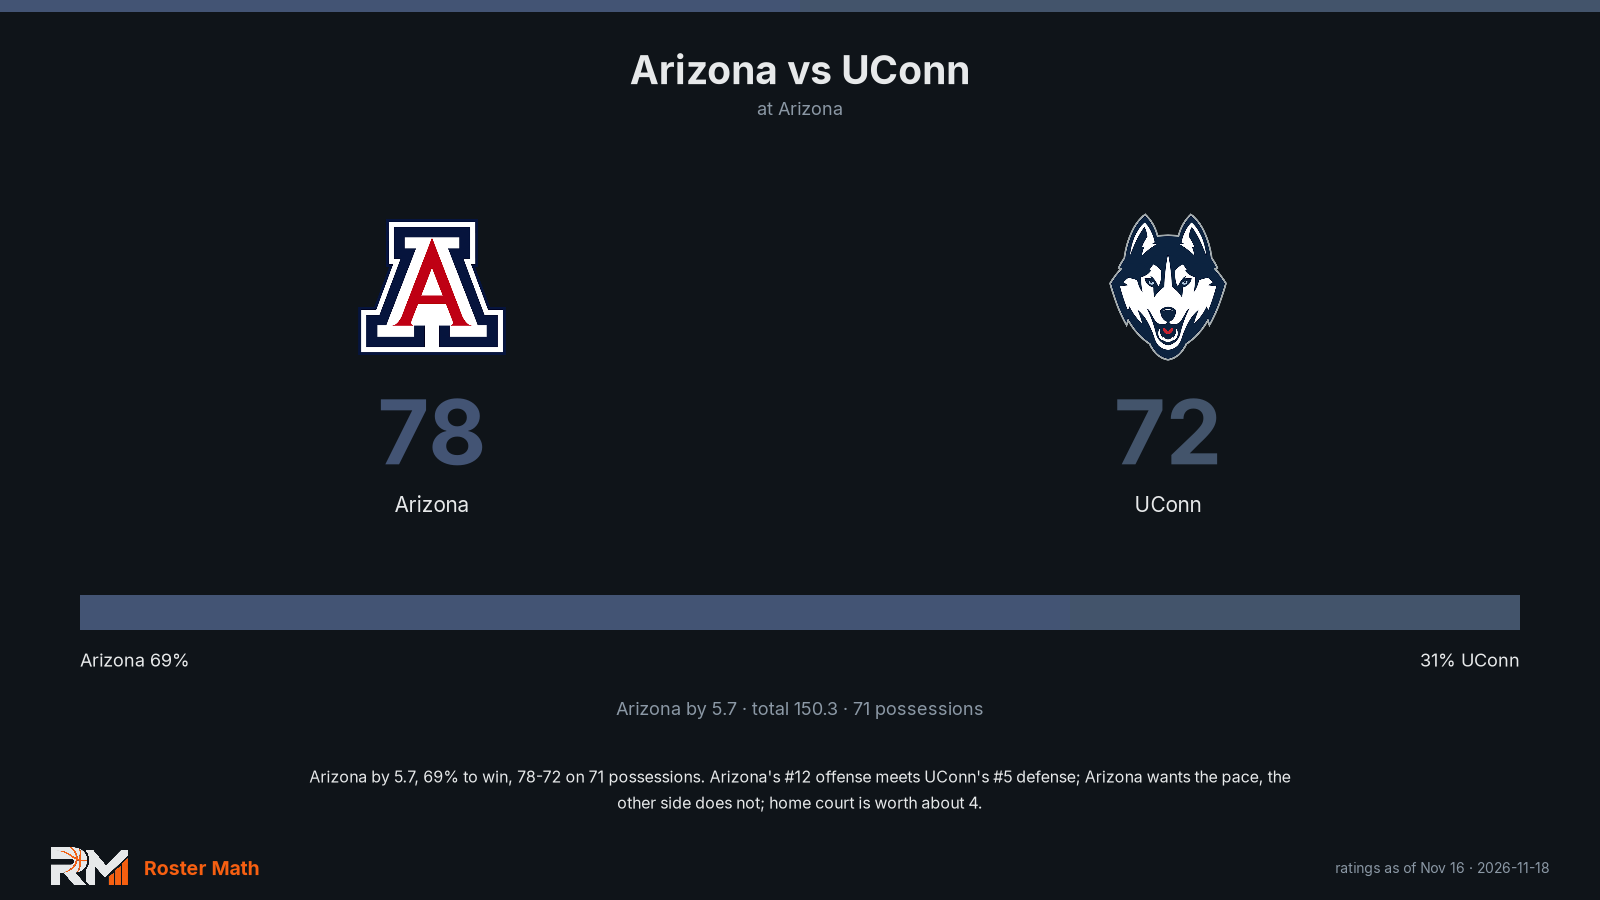 Arizona vs UConn
at Arizona
A
78
72
Arizona
UConn
Arizona 69%
31% UConn
Arizona by 5.7 · total 150.3 · 71 possessions
Arizona by 5.7, 69% to win, 78-72 on 71 possessions. Arizona's #12 offense meets UConn's #5 defense; Arizona wants the pace, the
other side does not; home court is worth about 4.
RM Roster Math
ratings as of Nov 16 · 2026-11-18